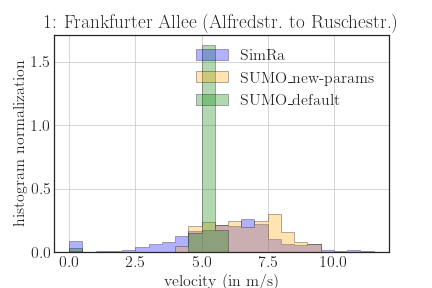 1: Frankfurter Allee (Alfredstr. to Ruschestr.)
SimRa
SUMO_new-params
SUMO_default
histogram normalization
1.5
1.0
0.5
0.0
0.0 2.5 5.0 7.5 10.0
velocity (in m/s)